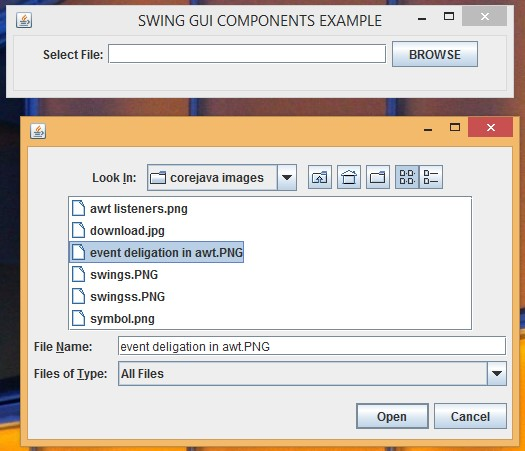 SWING GUI COMPONENTS EXAMPLE
Select File: BROWSE
Look In: corejava images
awt listeners.png
download.jpg
event deligation in awt.PNG
swings.PNG
swingss.PNG
symbol.png
File Name: event deligation in awt.PNG
Files of Type: All Files
Open Cancel